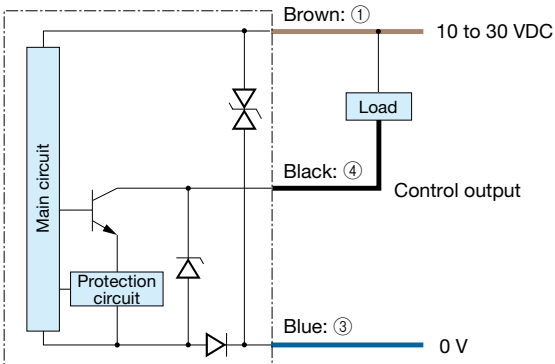 Brown: ①
10 to 30 VDC
Load
Main circuit
Black: ④
Control output
Protection
circuit
Blue: ③
0 V